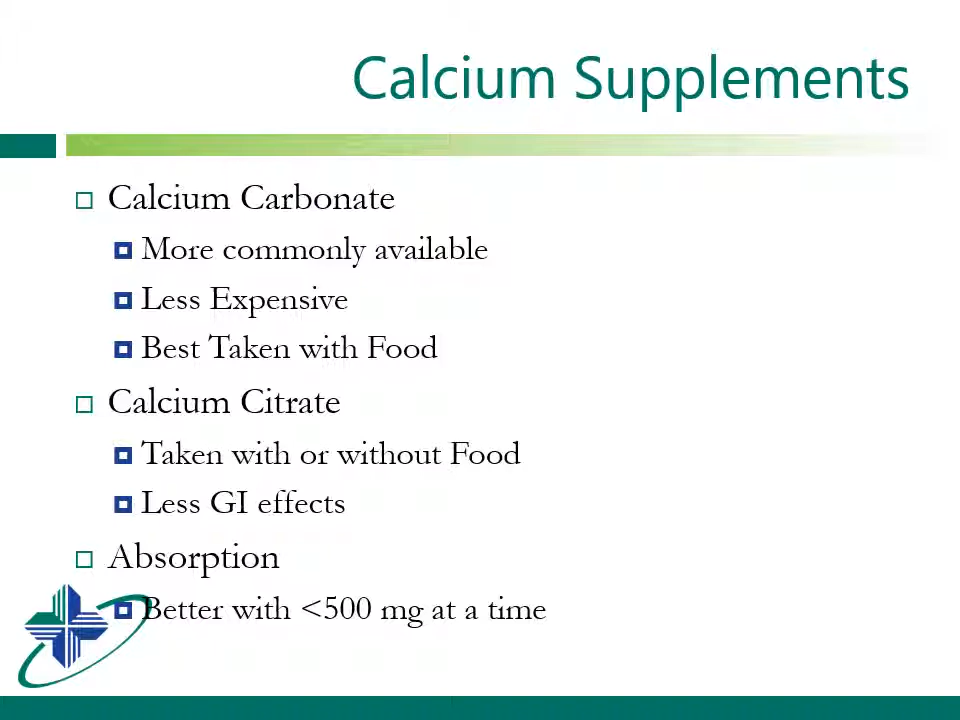 Calcium Supplements
Calcium Carbonate
More commonly available
Less Expensive
Best Taken with Food
Calcium Citrate
Taken with or without Food
Less GI effects
Absorption
Better with <500 mg at a time